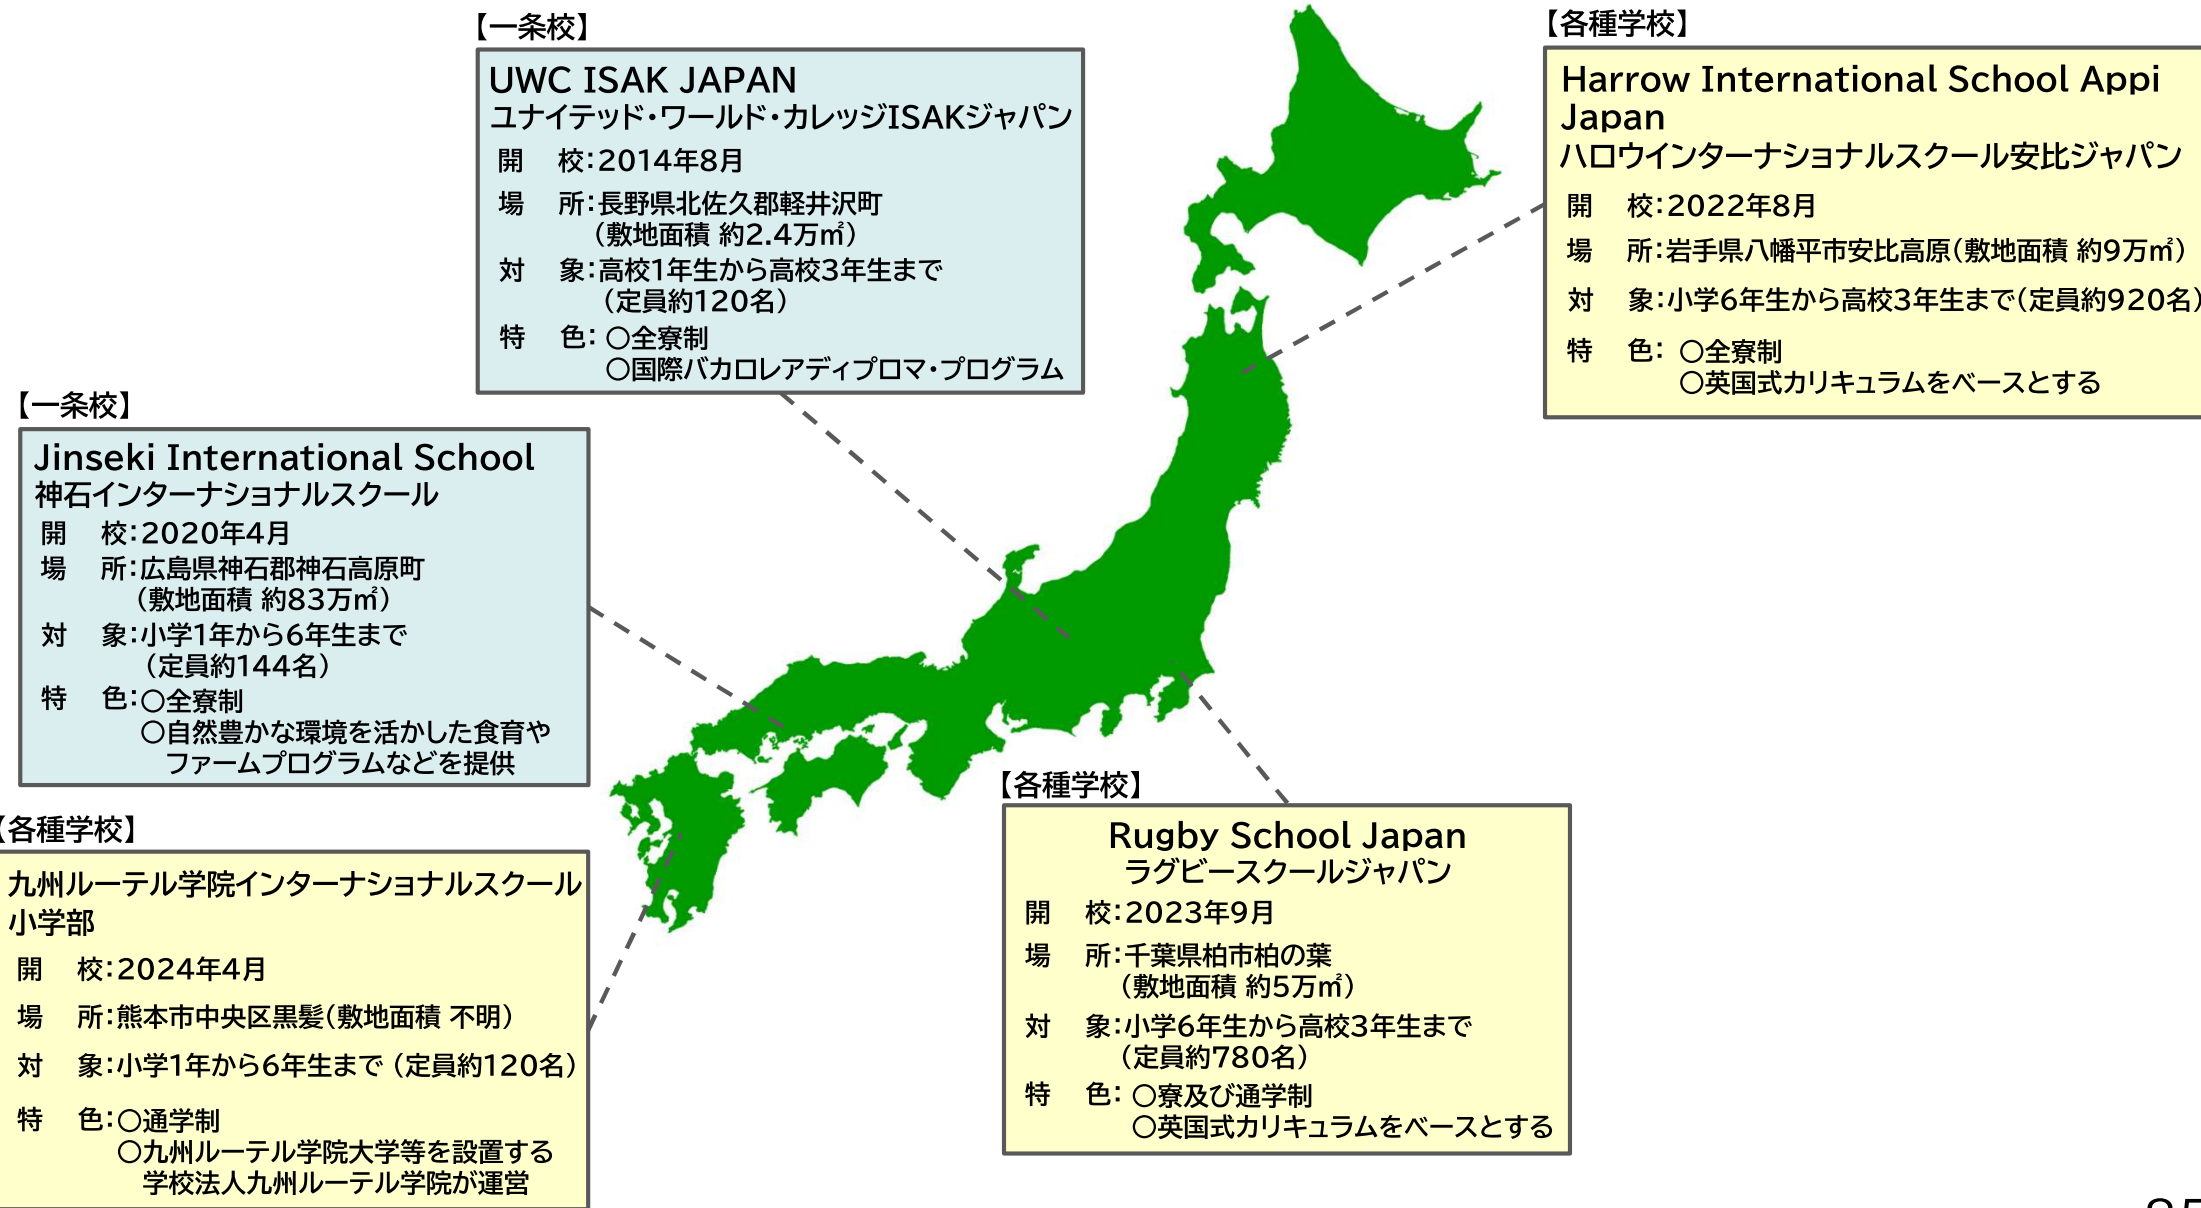 【一条校】
UWC ISAK JAPAN
ユナイテッド・ワールド・カレッジISAKジャパン
開　校：2014年8月
場　所：長野県北佐久郡軽井沢町
（敷地面積 約2.4万㎡）
対　象：高校1年生から高校3年生まで
（定員約120名）
特　色：○全寮制
○国際バカロレアディプロマ・プログラム
【各種学校】
Harrow International School Appi
Japan
ハロウインターナショナルスクール安比ジャパン
開　校：2022年8月
場　所：岩手県八幡平市安比高原（敷地面積 約9万㎡）
対　象：小学6年生から高校3年生まで（定員約920名）
特　色：○全寮制
○英国式カリキュラムをベースとする
【一条校】
Jinseki International School
神石インターナショナルスクール
開　校：2020年4月
場　所：広島県神石郡神石高原町
（敷地面積 約83万㎡）
対　象：小学1年から6年生まで
（定員約144名）
特　色：○全寮制
○自然豊かな環境を活かした食育や
ファームプログラムなどを提供
【各種学校】
九州ルーテル学院インターナショナルスクール
小学部
開　校：2024年4月
場　所：熊本市中央区黒髪（敷地面積 不明）
対　象：小学1年から6年生まで（定員約120名）
特　色：○通学制
○九州ルーテル学院大学等を設置する
学校法人九州ルーテル学院が運営
【各種学校】
Rugby School Japan
ラグビースクールジャパン
開　校：2023年9月
場　所：千葉県柏市柏の葉
（敷地面積 約5万㎡）
対　象：小学6年生から高校3年生まで
（定員約780名）
特　色：○寮及び通学制
○英国式カリキュラムをベースとする